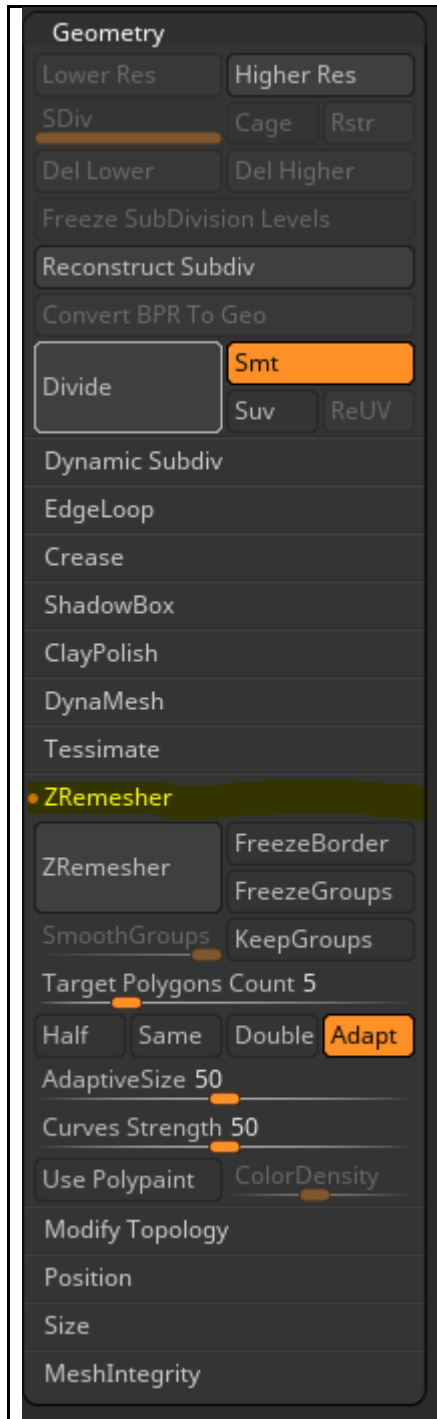 Geometry
Lower Res Higher Res
SDiv Cage Rstr
Del Lower Del Higher
Freeze SubDivision Levels
Reconstruct Subdiv
Convert BPR To Geo
Divide Smt
Suv ReUV
Dynamic Subdiv
EdgeLoop
Crease
ShadowBox
ClayPolish
DynaMesh
Tessimate
ZRemesher
ZRemesher FreezeBorder
FreezeGroups
SmoothGroups KeepGroups
Target Polygons Count 5
Half Same Double Adapt
AdaptiveSize 50
Curves Strength 50
Use Polypaint ColorDensity
Modify Topology
Position
Size
MeshIntegrity